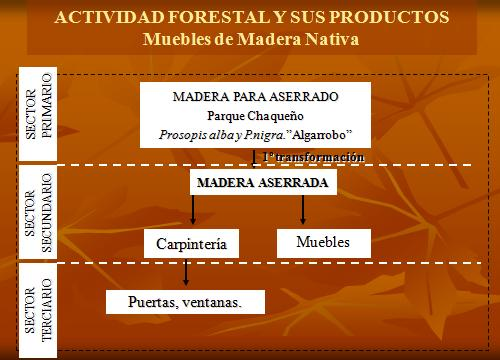 ACTIVIDAD FORESTAL Y SUS PRODUCTOS
Muebles de Madera Nativa
SECTOR
PRIMARIO
MADERA PARA ASERRADO
Parque Chaqueño
Prosopis alba y P.nigra.”Algarrobo”
1°transformación
SECTOR
SECUNDARIO
MADERA ASERRADA
Carpintería
Muebles
SECTOR
TERCIARIO
Puertas, ventanas.